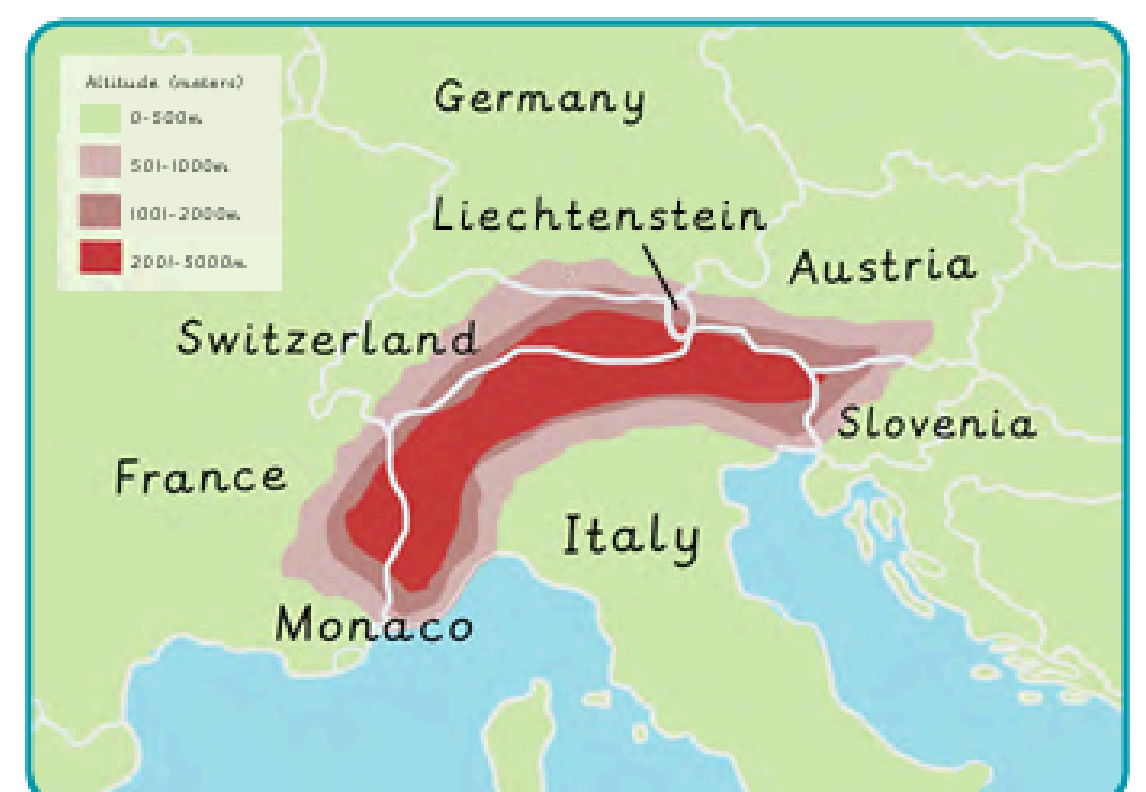 Altitude (meters)
0-500m
501-1000m
1001-2000m
2001-3000m
Germany
Liechtenstein
Austria
Switzerland
Slovenia
France
Italy
Monaco